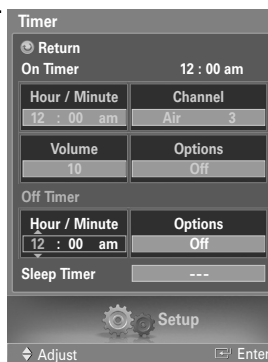 Timer
Return
On Timer 12 : 00 am
Hour / Minute Channel
12 : 00 am Air 3
Volume Options
10 Off
Off Timer
Hour / Minute Options
12 : 00 am Off
Sleep Timer ---
Setup
Adjust Enter